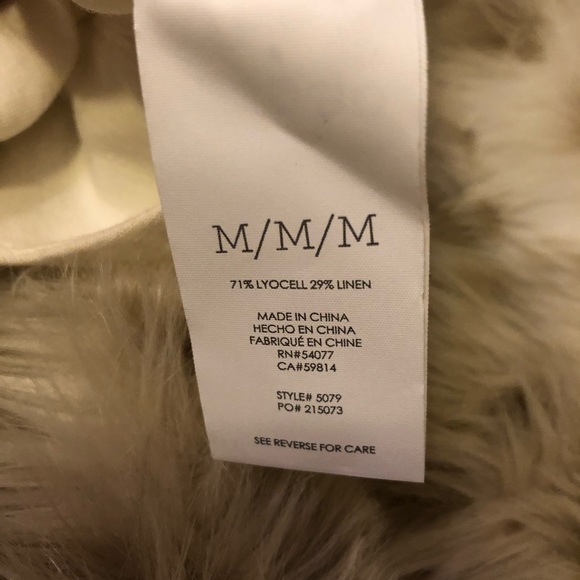 M/M/M
71% LYOCELL 29% LINEN
MADE IN CHINA
HECHO EN CHINA
FABRIQUÉ EN CHINE
RN#54077
CA#59814
STYLE# 5079
PO# 215073
SEE REVERSE FOR CARE